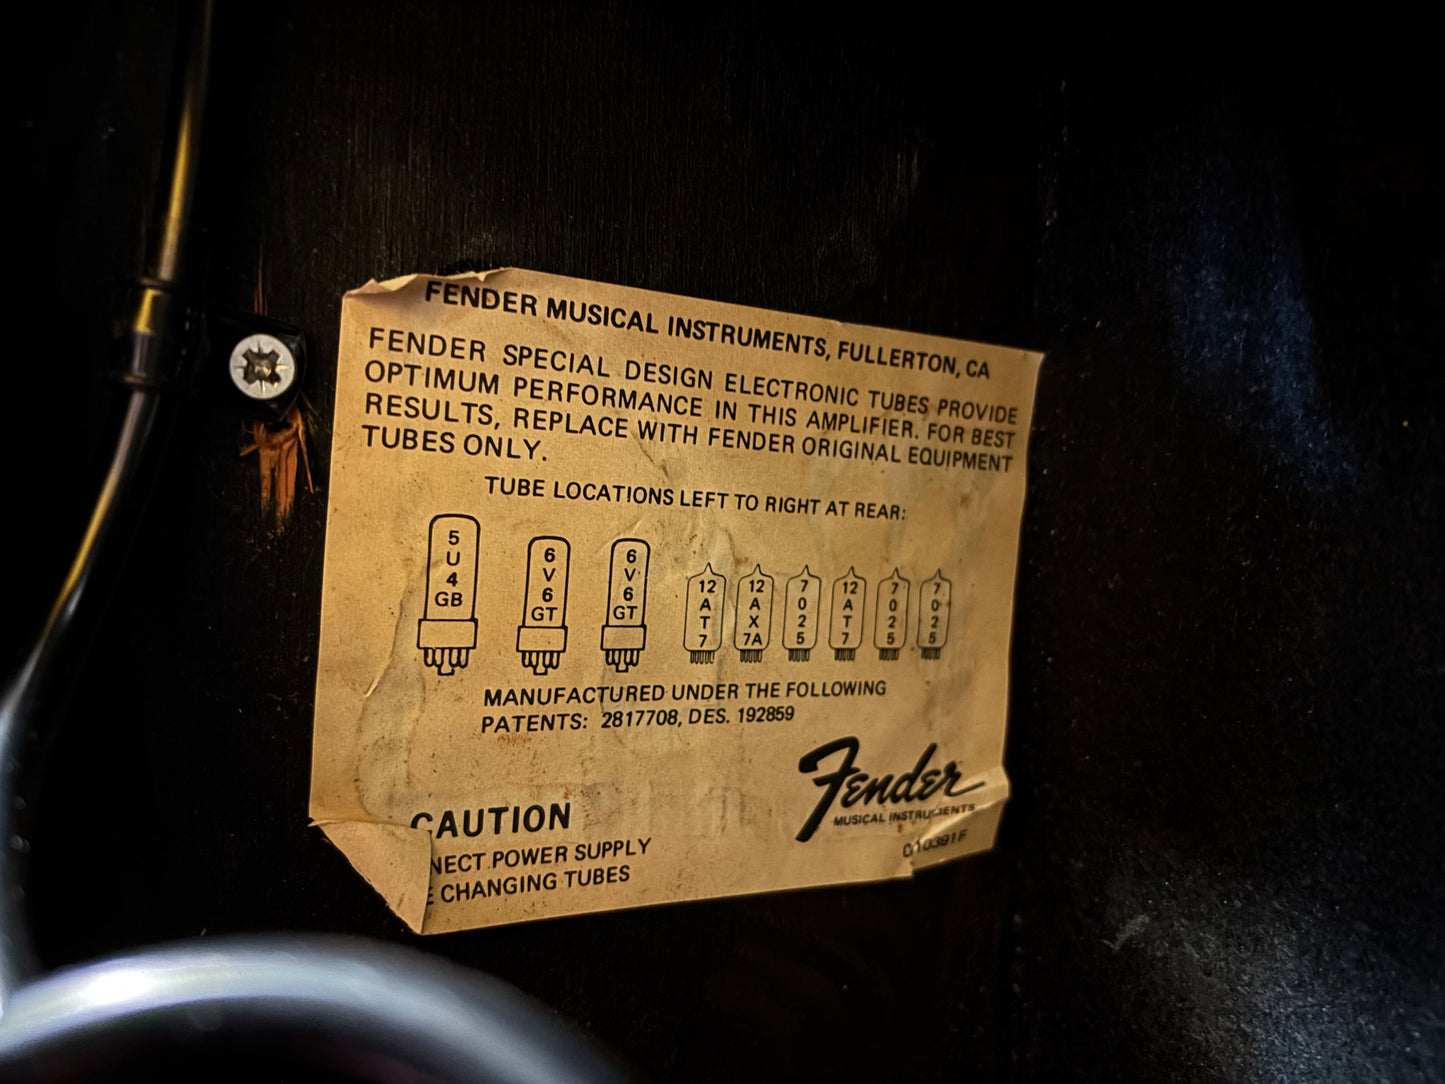 FENDER MUSICAL INSTRUMENTS, FULLERTON, CA
FENDER SPECIAL DESIGN ELECTRONIC TUBES PROVIDE
OPTIMUM PERFORMANCE IN THIS AMPLIFIER. FOR BEST
RESULTS, REPLACE WITH FENDER ORIGINAL EQUIPMENT
TUBES ONLY.
TUBE LOCATIONS LEFT TO RIGHT AT REAR:
5U4GB 6V6GT 6V6GT 12AT7 12AX7A 7025 12AT7 7025 7025
MANUFACTURED UNDER THE FOLLOWING
PATENTS: 2817708, DES. 192859
Fender
MUSICAL INSTRUMENTS
CAUTION
NECT POWER SUPPLY
E CHANGING TUBES